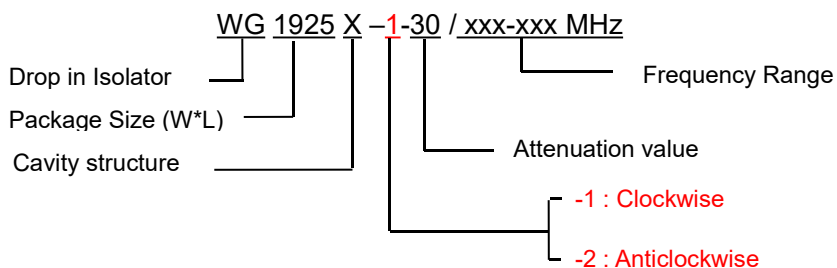 WG 1925 X –1-30 / xxx-xxx MHz
Drop in Isolator
Frequency Range
Package Size (W*L)
Attenuation value
Cavity structure
-1 : Clockwise
-2 : Anticlockwise